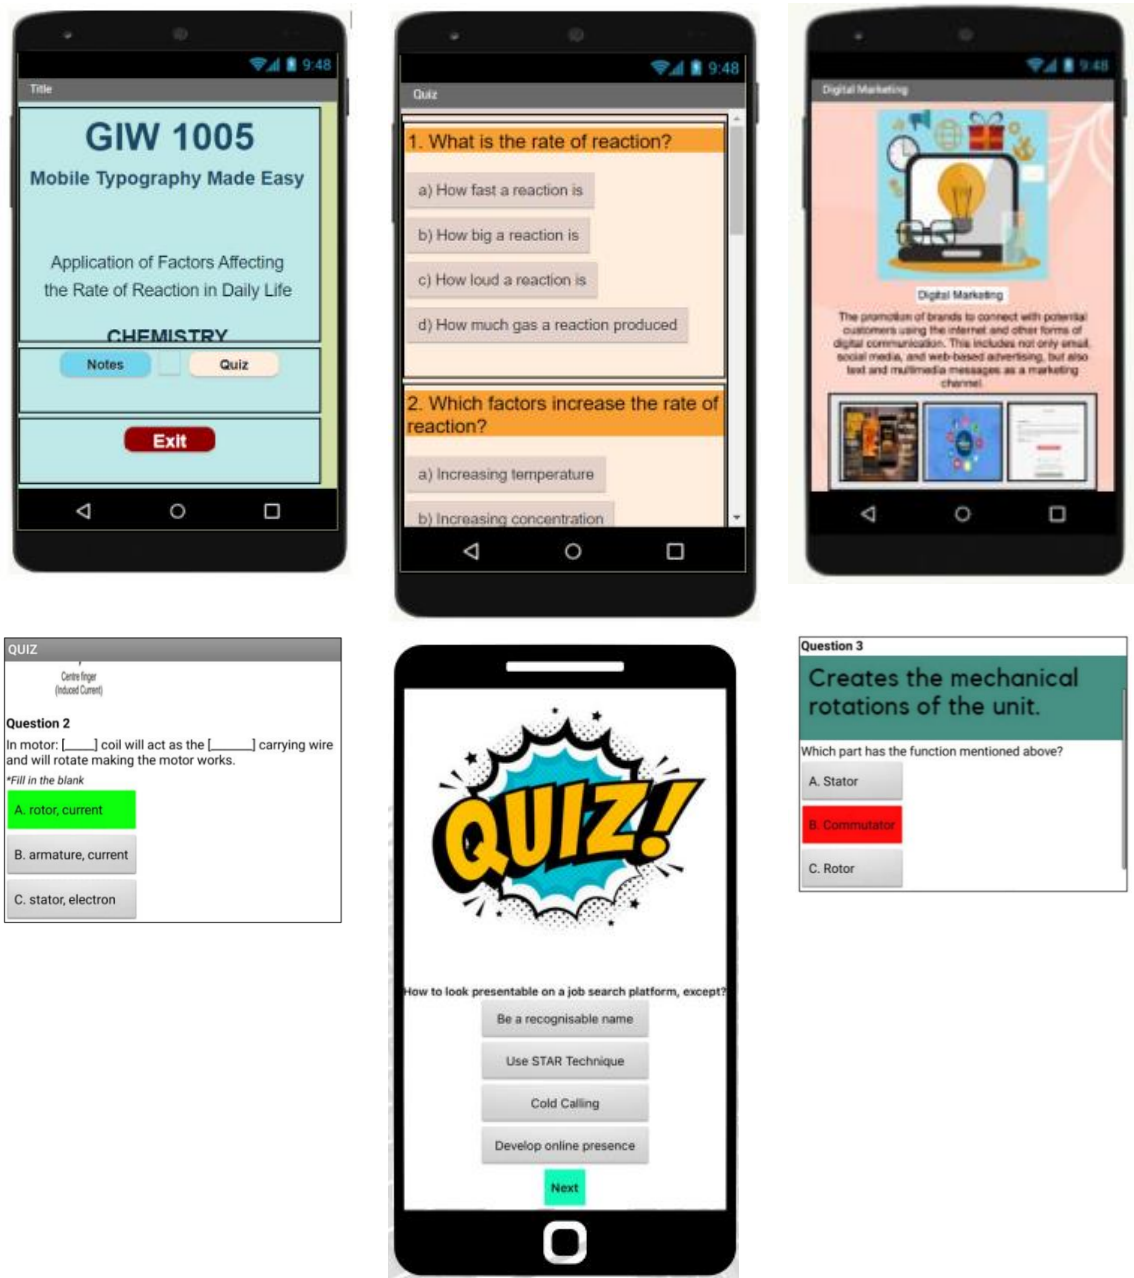 9:48
Title
GIW 1005
Mobile Typography Made Easy
Application of Factors Affecting
the Rate of Reaction in Daily Life
CHEMISTRY
Notes
Quiz
Exit
9:48
Quiz
1. What is the rate of reaction?
a) How fast a reaction is
b) How big a reaction is
c) How loud a reaction is
d) How much gas a reaction produced
2. Which factors increase the rate of
reaction?
a) Increasing temperature
b) Increasing concentration
9:48
Digital Marketing
Digital Marketing
The promotion of brands to connect with potential
customers using the internet and other forms of
digital communication. This includes not only email,
social media, and web-based advertising, but also
text and multimedia messages as a marketing
channel.
QUIZ
Centre finger
(Induced Current)
Question 2
In motor: [____] coil will act as the [______] carrying wire
and will rotate making the motor works.
*Fill in the blank
A. rotor, current
B. armature, current
C. stator, electron
QUIZ!
How to look presentable on a job search platform, except?
Be a recognisable name
Use STAR Technique
Cold Calling
Develop online presence
Next
Question 3
Creates the mechanical
rotations of the unit.
Which part has the function mentioned above?
A. Stator
B. Commutator
C. Rotor